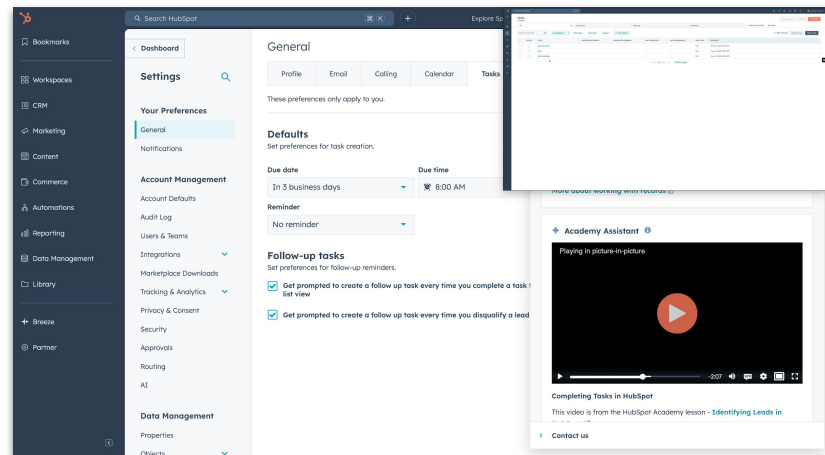 Search HubSpot
⌘ K
+
Explore Sp
Bookmarks
Workspaces
CRM
Marketing
Content
Commerce
Automations
Reporting
Data Management
Library
Breeze
Partner
Dashboard
Settings
Your Preferences
General
Notifications
Account Management
Account Defaults
Audit Log
Users & Teams
Integrations
Marketplace Downloads
Tracking & Analytics
Privacy & Consent
Security
Approvals
Routing
AI
Data Management
Properties
Objects
General
Profile Email Calling Calendar Tasks
These preferences only apply to you.
Defaults
Set preferences for task creation.
Due date Due time
In 3 business days 8:00 AM
Reminder
No reminder
Follow-up tasks
Set preferences for follow-up reminders.
Get prompted to create a follow up task every time you complete a task
list view
Get prompted to create a follow up task every time you disqualify a lead
More about working with records
Academy Assistant
Playing in picture-in-picture
-2:07
Completing Tasks in HubSpot
This video is from the HubSpot Academy lesson - Identifying Leads in
Contact us